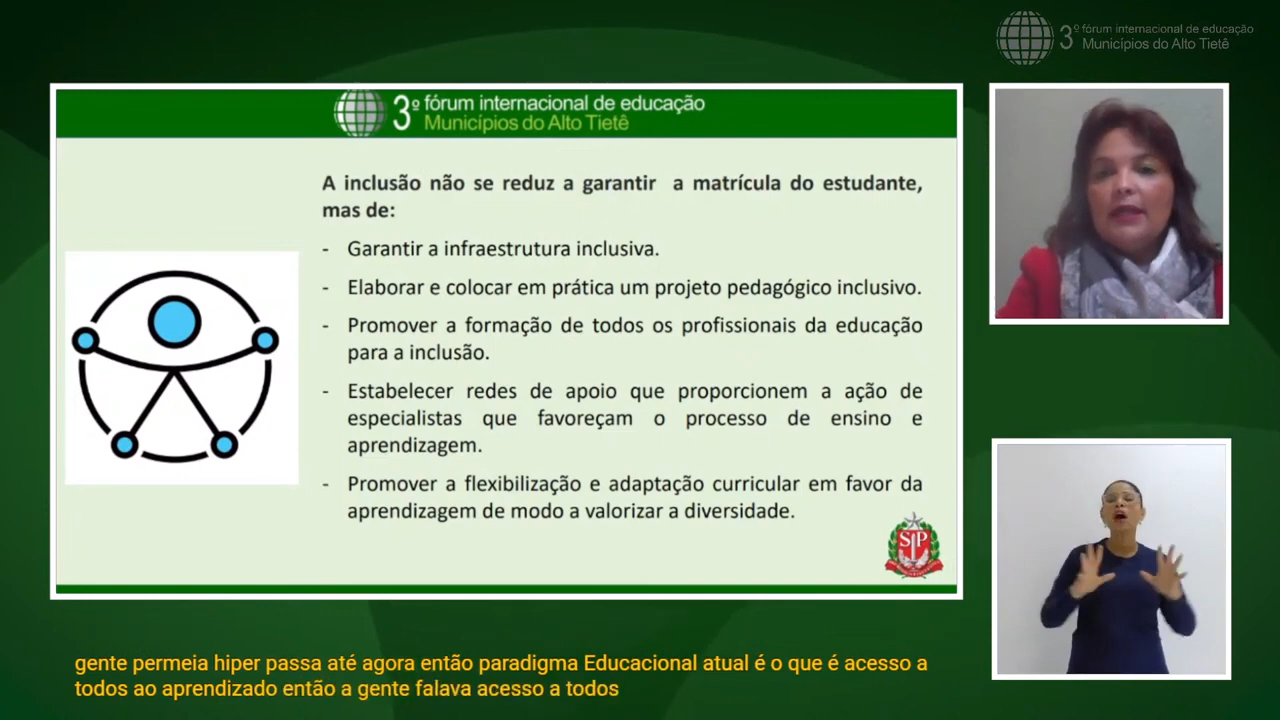 3º fórum internacional de educação
Municípios do Alto Tietê
3º fórum internacional de educação
Municípios do Alto Tietê
A inclusão não se reduz a garantir a matrícula do estudante,
mas de:
- Garantir a infraestrutura inclusiva.
- Elaborar e colocar em prática um projeto pedagógico inclusivo.
- Promover a formação de todos os profissionais da educação
para a inclusão.
- Estabelecer redes de apoio que proporcionem a ação de
especialistas que favoreçam o processo de ensino e
aprendizagem.
- Promover a flexibilização e adaptação curricular em favor da
aprendizagem de modo a valorizar a diversidade.
SP
gente permeia hiper passa até agora então paradigma Educacional atual é o que é acesso a
todos ao aprendizado então a gente falava acesso a todos